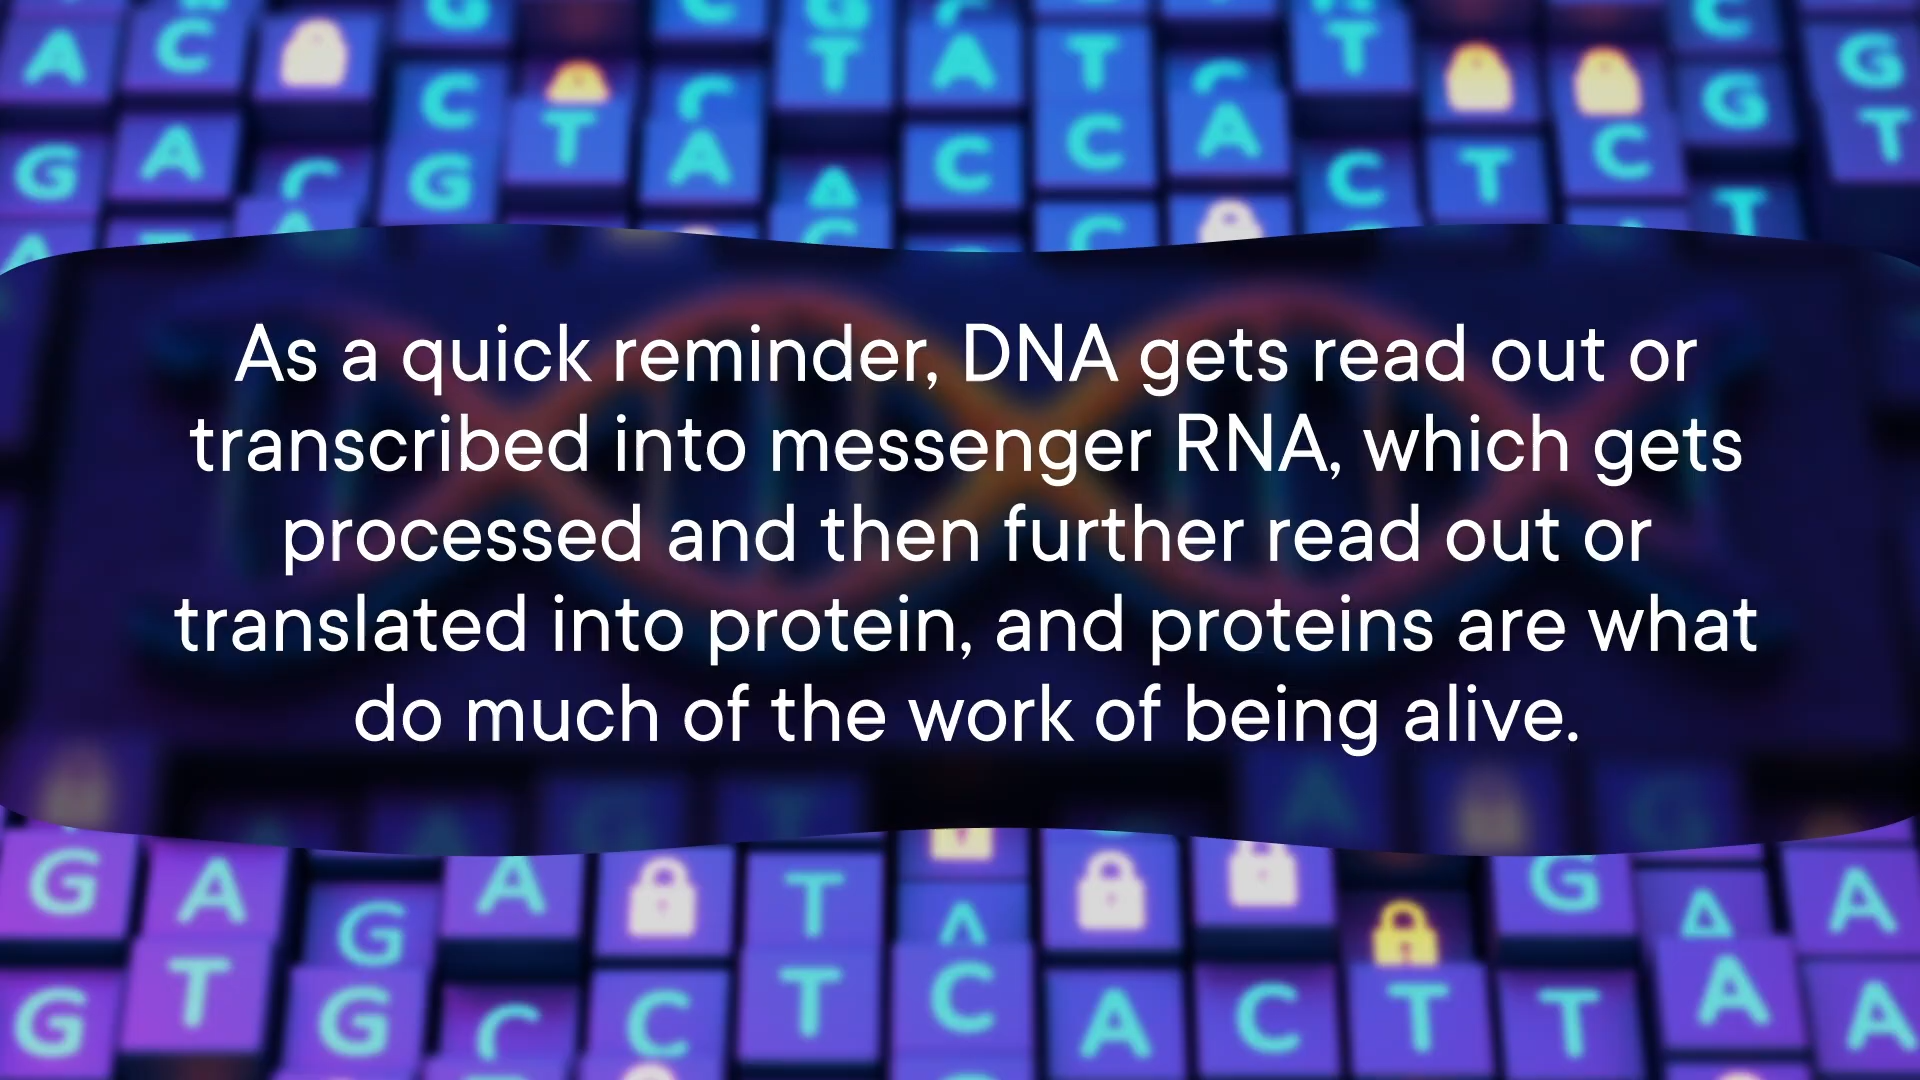 As a quick reminder, DNA gets read out or
transcribed into messenger RNA, which gets
processed and then further read out or
translated into protein, and proteins are what
do much of the work of being alive.